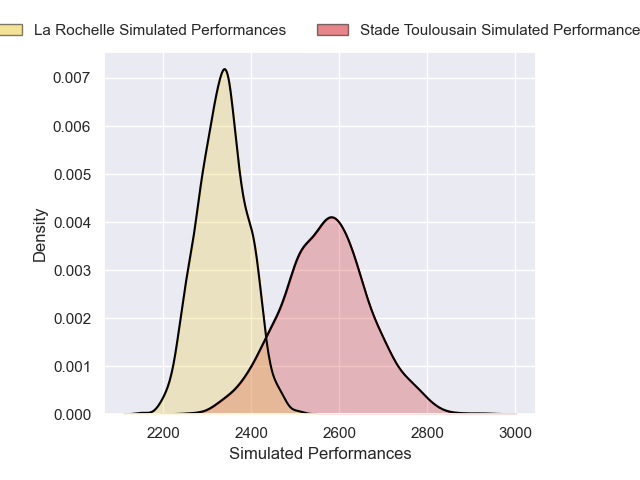 La Rochelle Simulated Performances
Stade Toulousain Simulated Performance
0.007
0.006
0.005
0.004
0.003
0.002
0.001
0.000
Density
2200 2400 2600 2800 3000
Simulated Performances